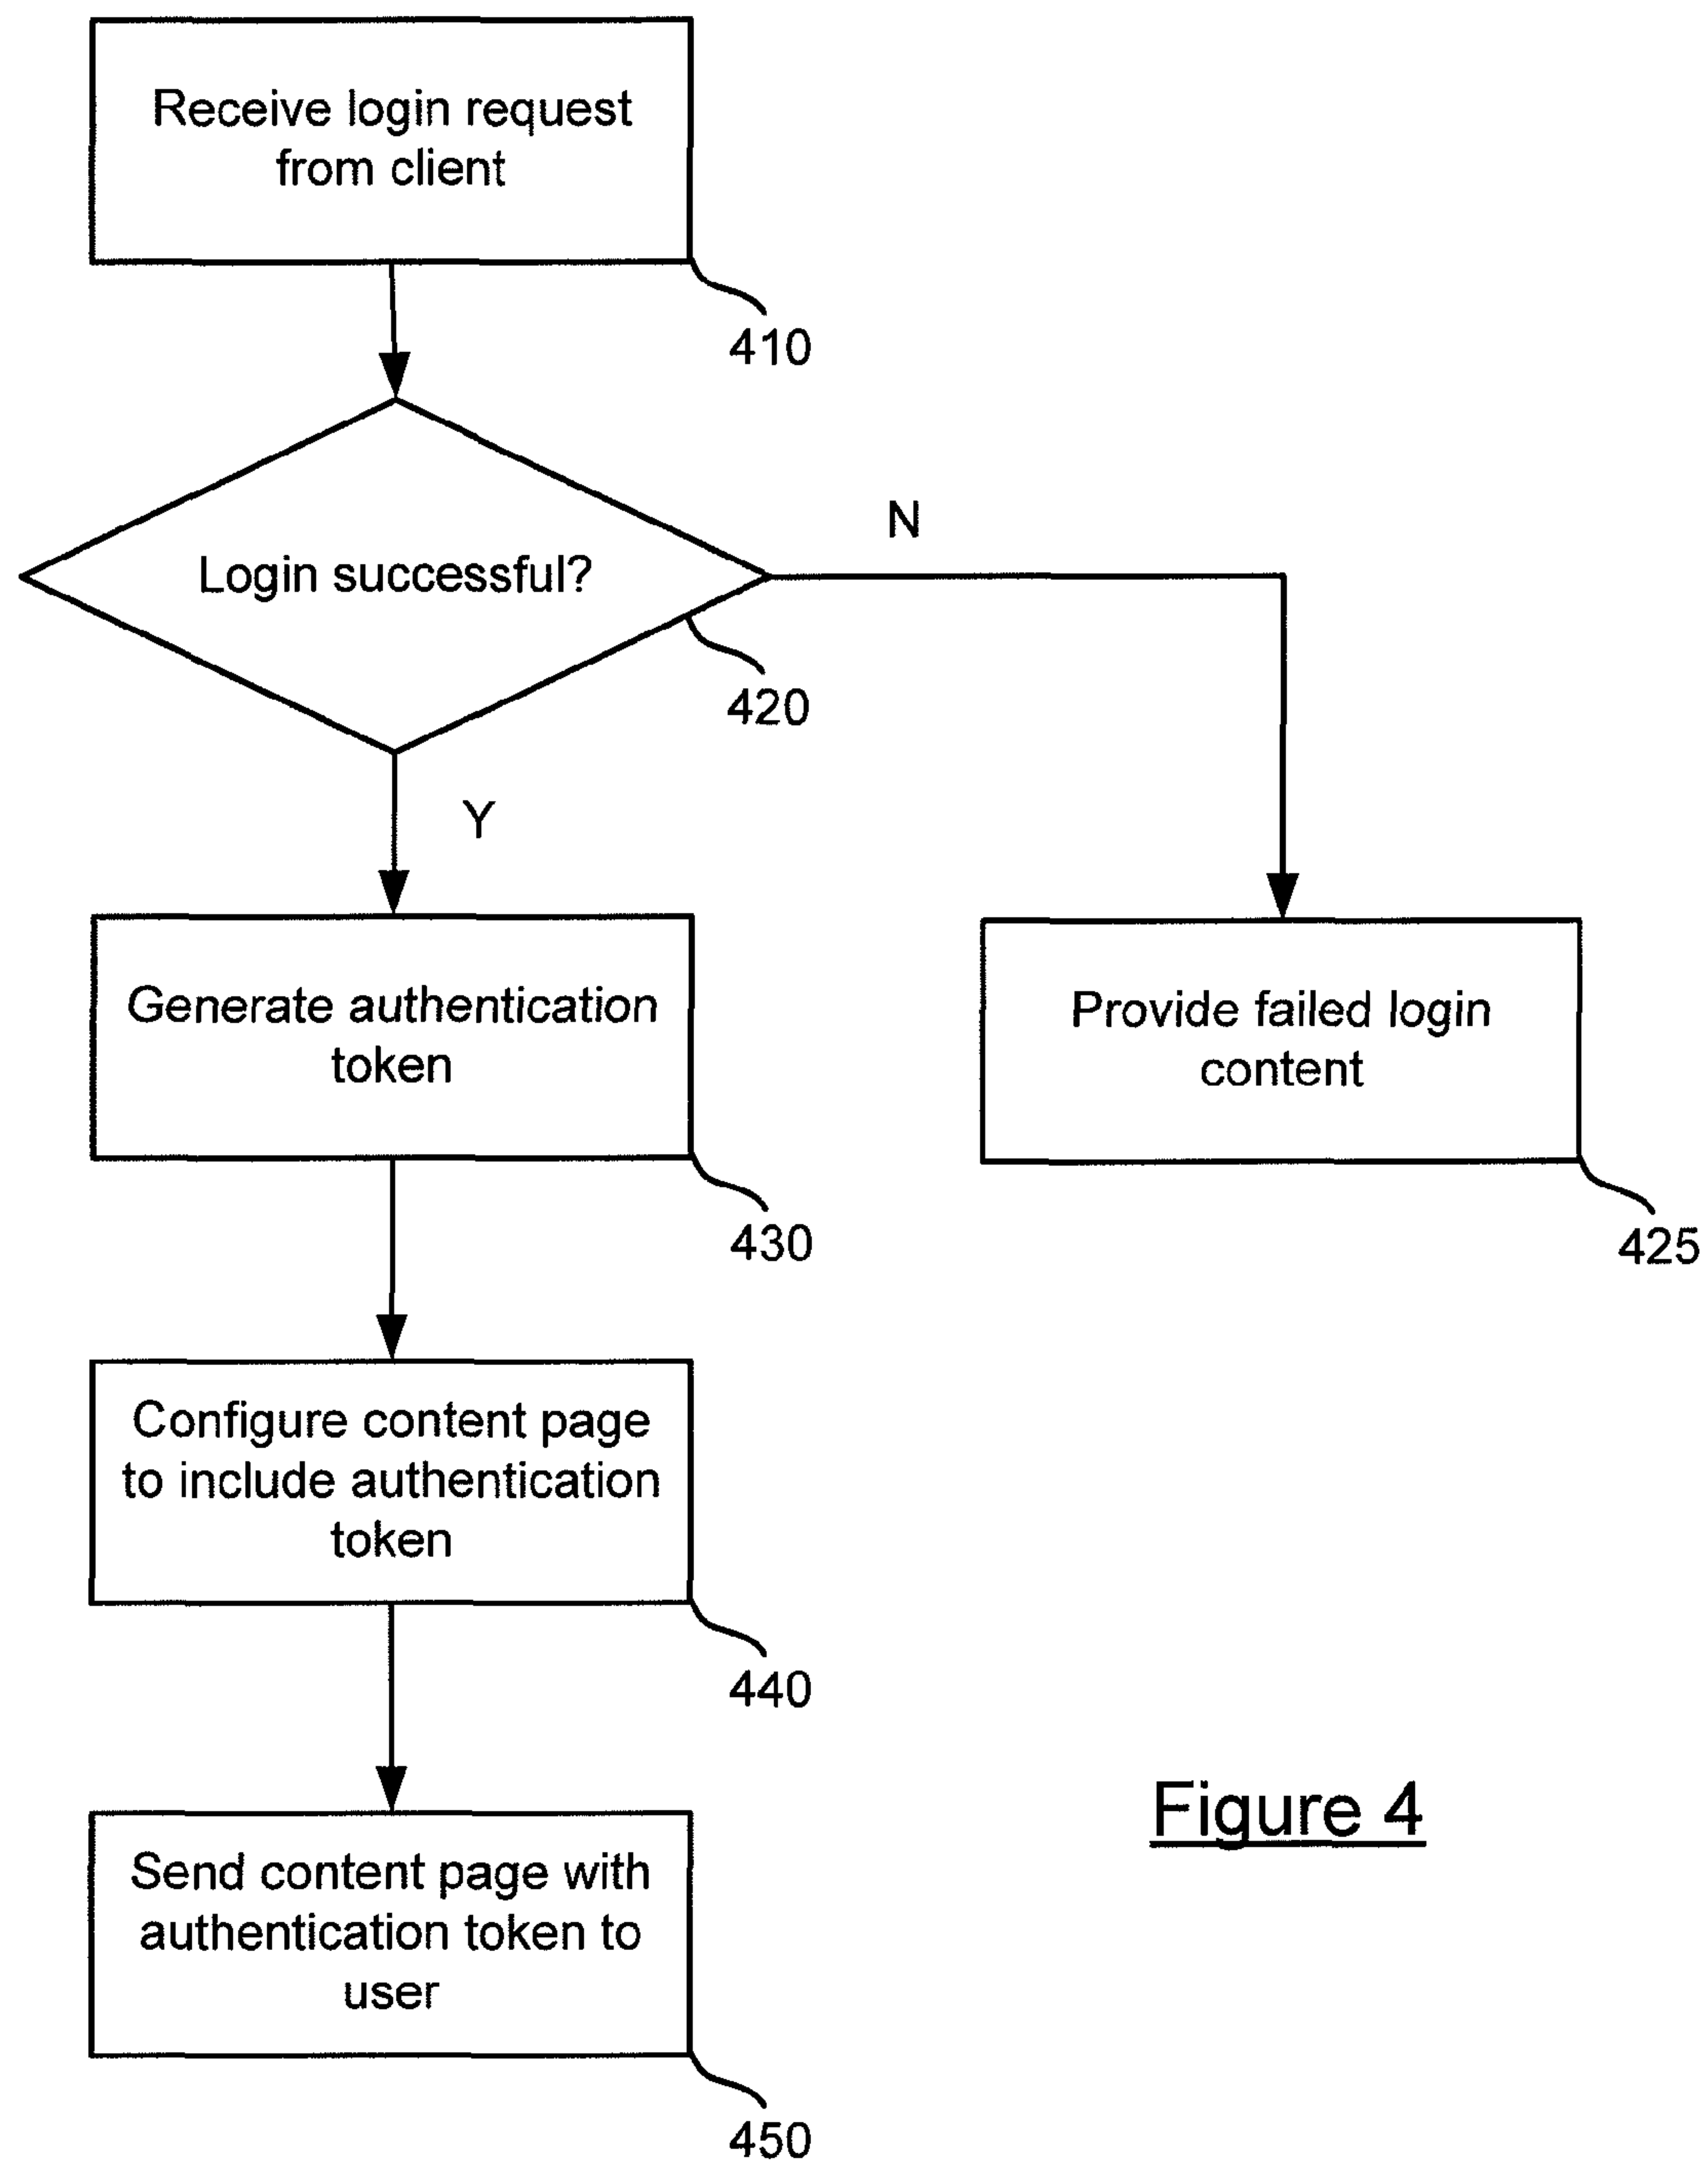 Receive login request
from client
410
Login successful?
N
420
Y
Generate authentication
token
430
Provide failed login
content
425
Configure content page
to include authentication
token
440
Send content page with
authentication token to
user
450
Figure 4